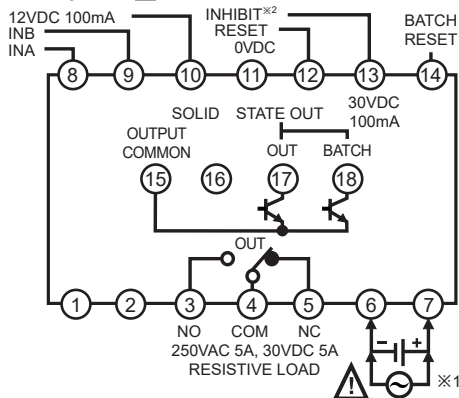 12VDC 100mA
INB
INA
INHIBIT※2
RESET
0VDC
BATCH
RESET
8 9 10 11 12 13 14
30VDC
100mA
SOLID STATE OUT
OUTPUT
COMMON
OUT BATCH
15 16 17 18
OUT
1 2 3 4 5 6 7
NO COM NC
250VAC 5A, 30VDC 5A
RESISTIVE LOAD
- +
! ※1